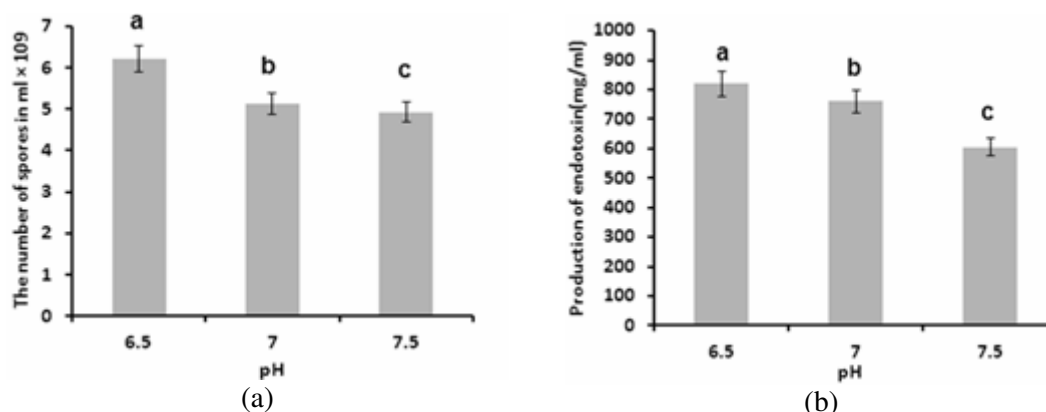 The number of spores in ml × 109
7
6
5
4
3
2
1
0
a
b
c
6.5
7
7.5
pH
(a)
Production of endotoxin(mg/ml)
1000
900
800
700
600
500
400
300
200
100
0
a
b
c
6.5
7
7.5
pH
(b)